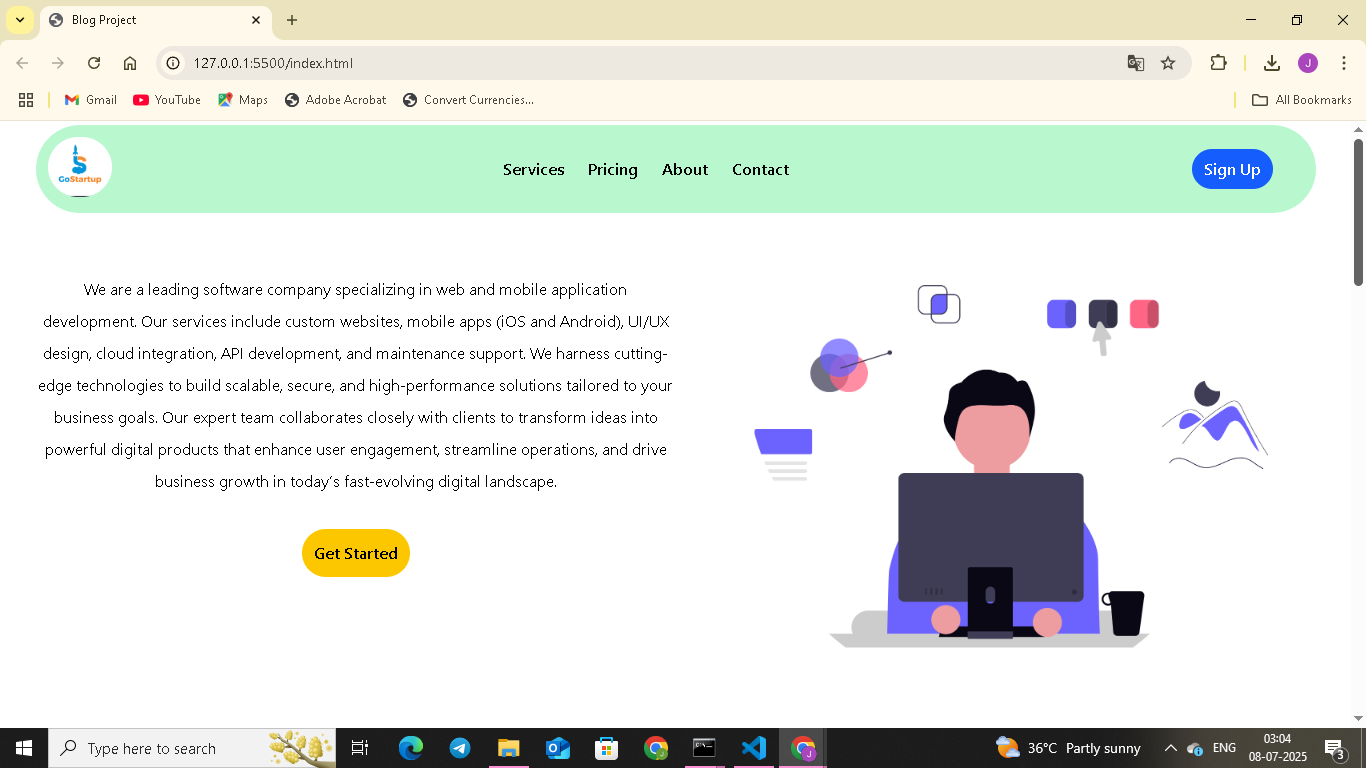 Blog Project
127.0.0.1:5500/index.html
Gmail
YouTube
Maps
Adobe Acrobat
Convert Currencies...
All Bookmarks
J
GoStartup
Services
Pricing
About
Contact
Sign Up
We are a leading software company specializing in web and mobile application
development. Our services include custom websites, mobile apps (iOS and Android), UI/UX
design, cloud integration, API development, and maintenance support. We harness cutting-
edge technologies to build scalable, secure, and high-performance solutions tailored to your
business goals. Our expert team collaborates closely with clients to transform ideas into
powerful digital products that enhance user engagement, streamline operations, and drive
business growth in today's fast-evolving digital landscape.
Get Started
Type here to search
36°C Partly sunny
ENG
03:04
08-07-2025
3